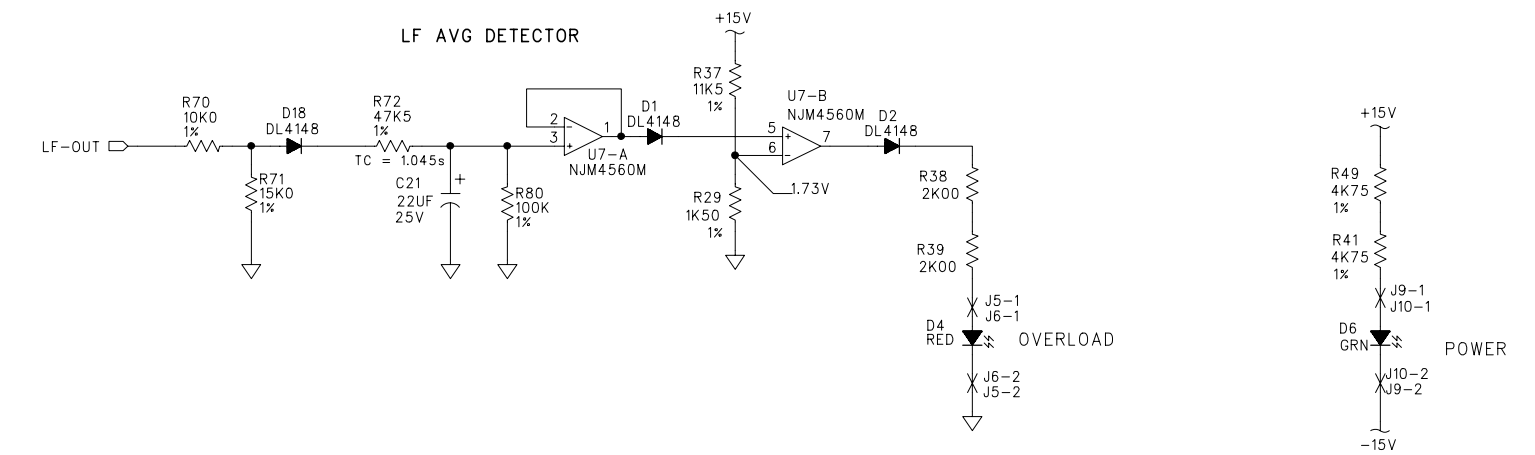 LF AVG DETECTOR
LF-OUT
R70
10K0
1%
R71
15K0
1%
D18
DL4148
R72
47K5
1%
TC = 1.045s
C21
22UF
25V
+
R80
100K
1%
2
3
-
+
1
U7-A
NJM4560M
D1
DL4148
+15V
R37
11K5
1%
R29
1K50
1%
1.73V
U7-B
NJM4560M
5
6
+
-
7
D2
DL4148
R38
2K00
R39
2K00
J5-1
J6-1
D4
RED
OVERLOAD
J6-2
J5-2
+15V
R49
4K75
1%
R41
4K75
1%
J9-1
J10-1
D6
GRN
POWER
J10-2
J9-2
-15V